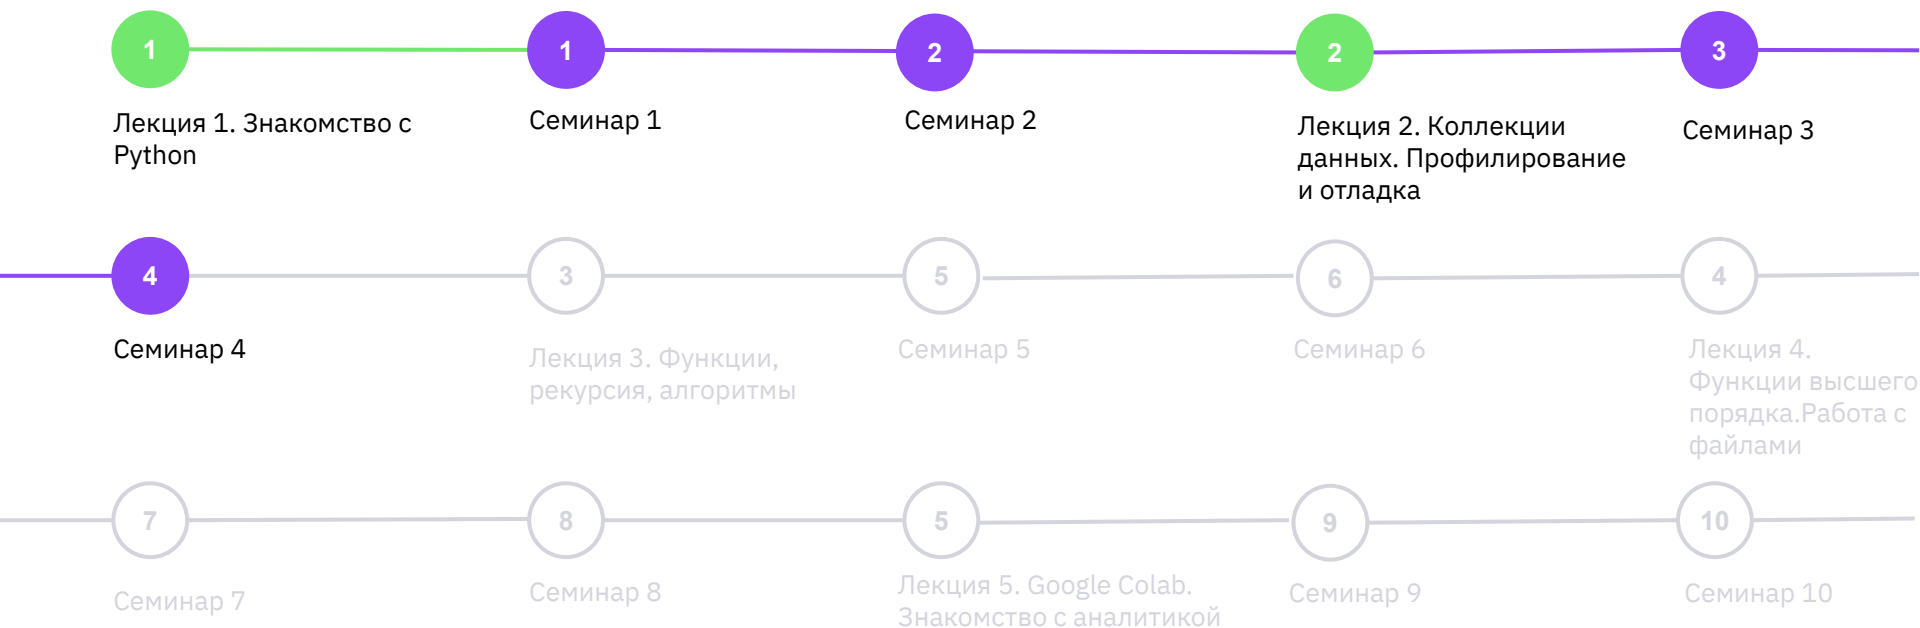 1
1
2
2
3
Лекция 1. Знакомство с
Python
Семинар 1
Семинар 2
Лекция 2. Коллекции
данных. Профилирование
и отладка
Семинар 3
4
3
5
6
4
Семинар 4
Лекция 3. Функции,
рекурсия, алгоритмы
Семинар 5
Семинар 6
Лекция 4.
Функции высшего
порядка.Работа с
файлами
7
8
5
9
10
Семинар 7
Семинар 8
Лекция 5. Google Colab.
Знакомство с аналитикой
Семинар 9
Семинар 10